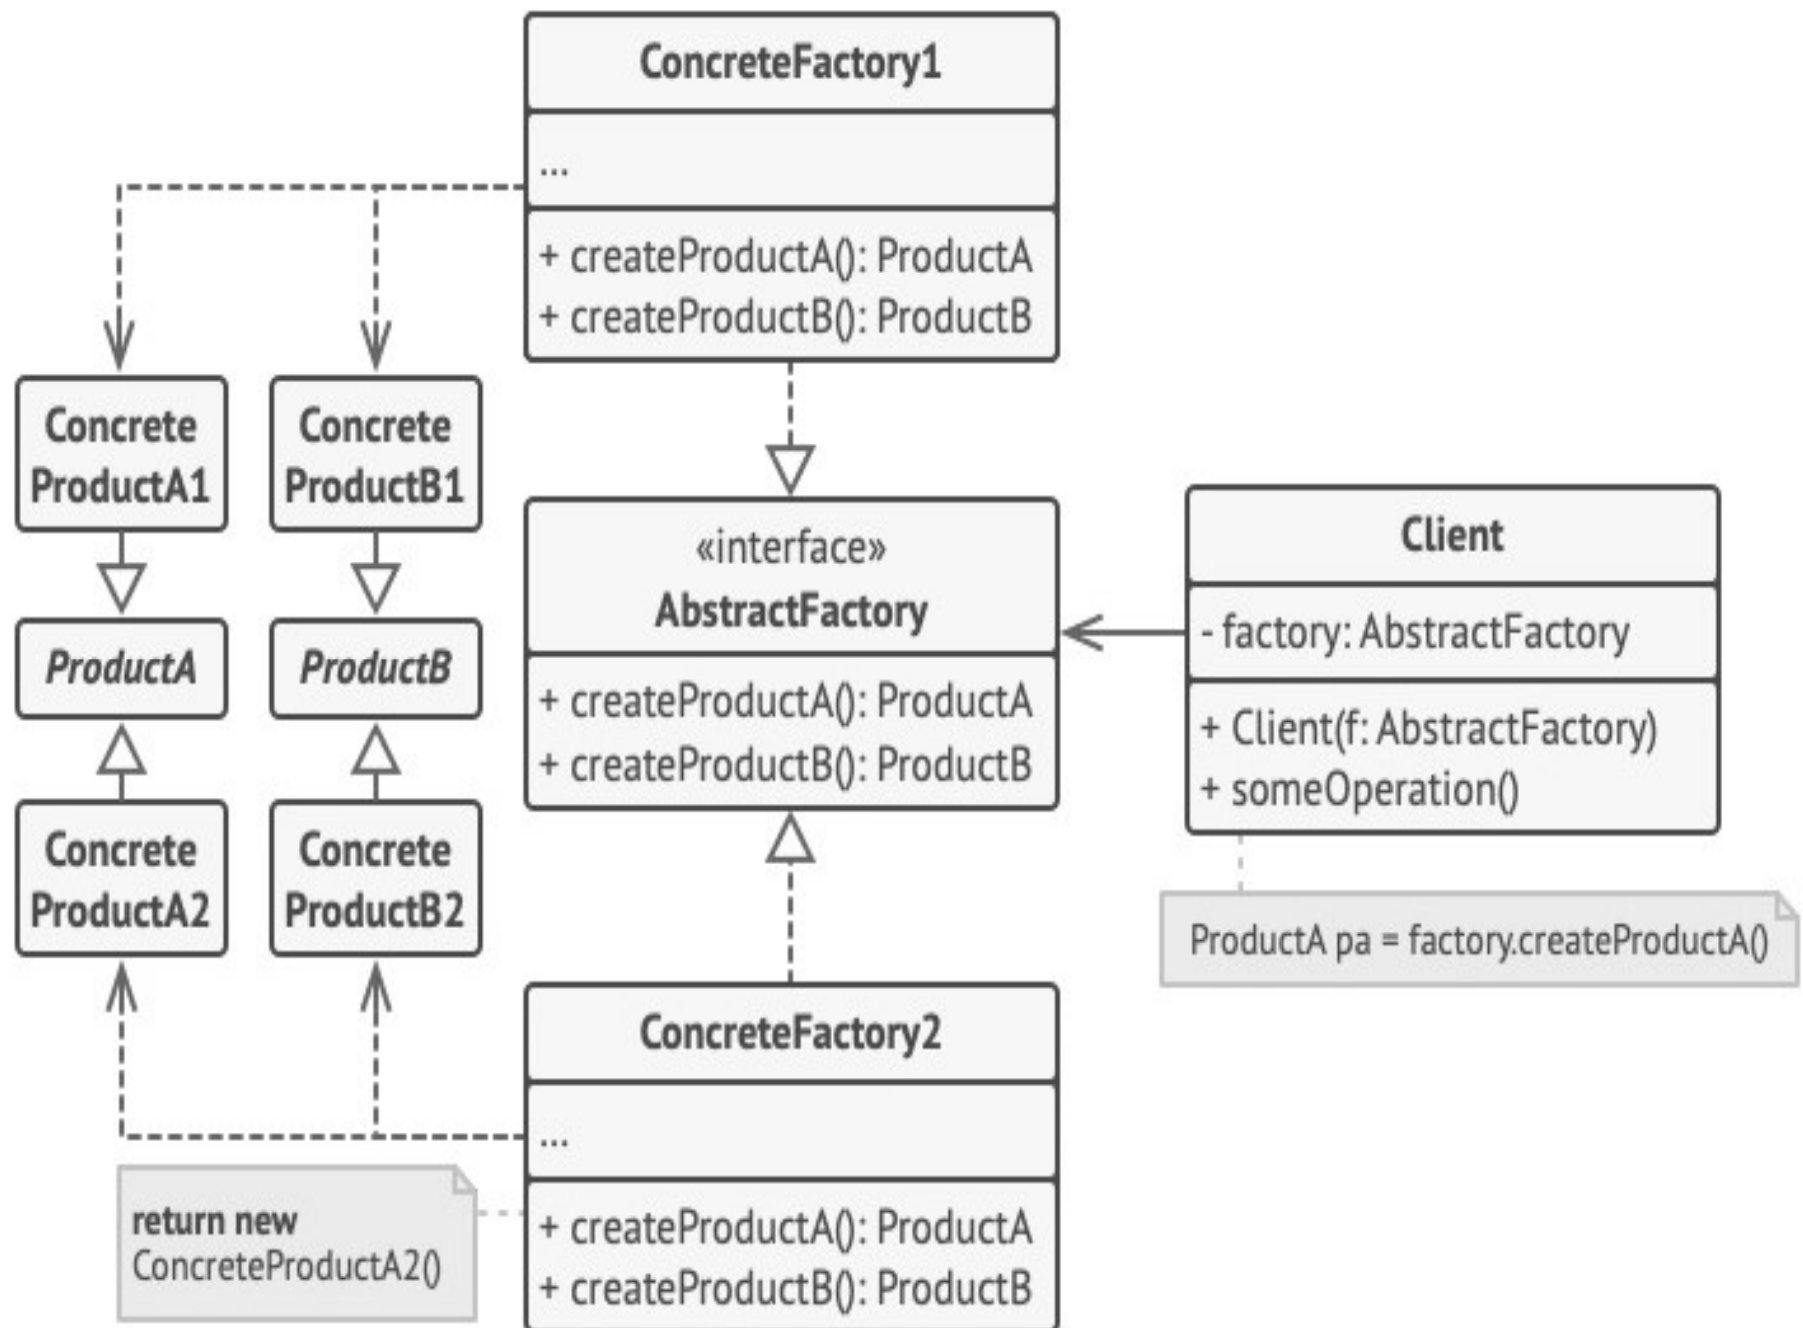 ConcreteFactory1
...
+ createProductA(): ProductA
+ createProductB(): ProductB
Concrete
ProductA1
Concrete
ProductB1
ProductA
ProductB
Concrete
ProductA2
Concrete
ProductB2
«interface»
AbstractFactory
+ createProductA(): ProductA
+ createProductB(): ProductB
Client
- factory: AbstractFactory
+ Client(f: AbstractFactory)
+ someOperation()
ProductA pa = factory.createProductA()
ConcreteFactory2
...
+ createProductA(): ProductA
+ createProductB(): ProductB
return new
ConcreteProductA2()